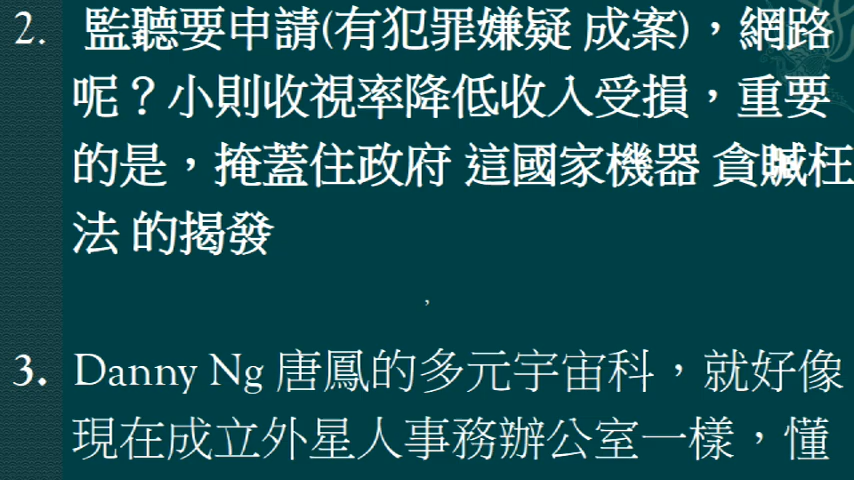 2. 監聽要申請(有犯罪嫌疑 成案)，網路
呢？小則收視率降低收入受損，重要
的是，掩蓋住政府 這國家機器 貪贓枉
法 的揭發
,
3. Danny Ng 唐鳳的多元宇宙科，就好像
現在成立外星人事務辦公室一樣，懂